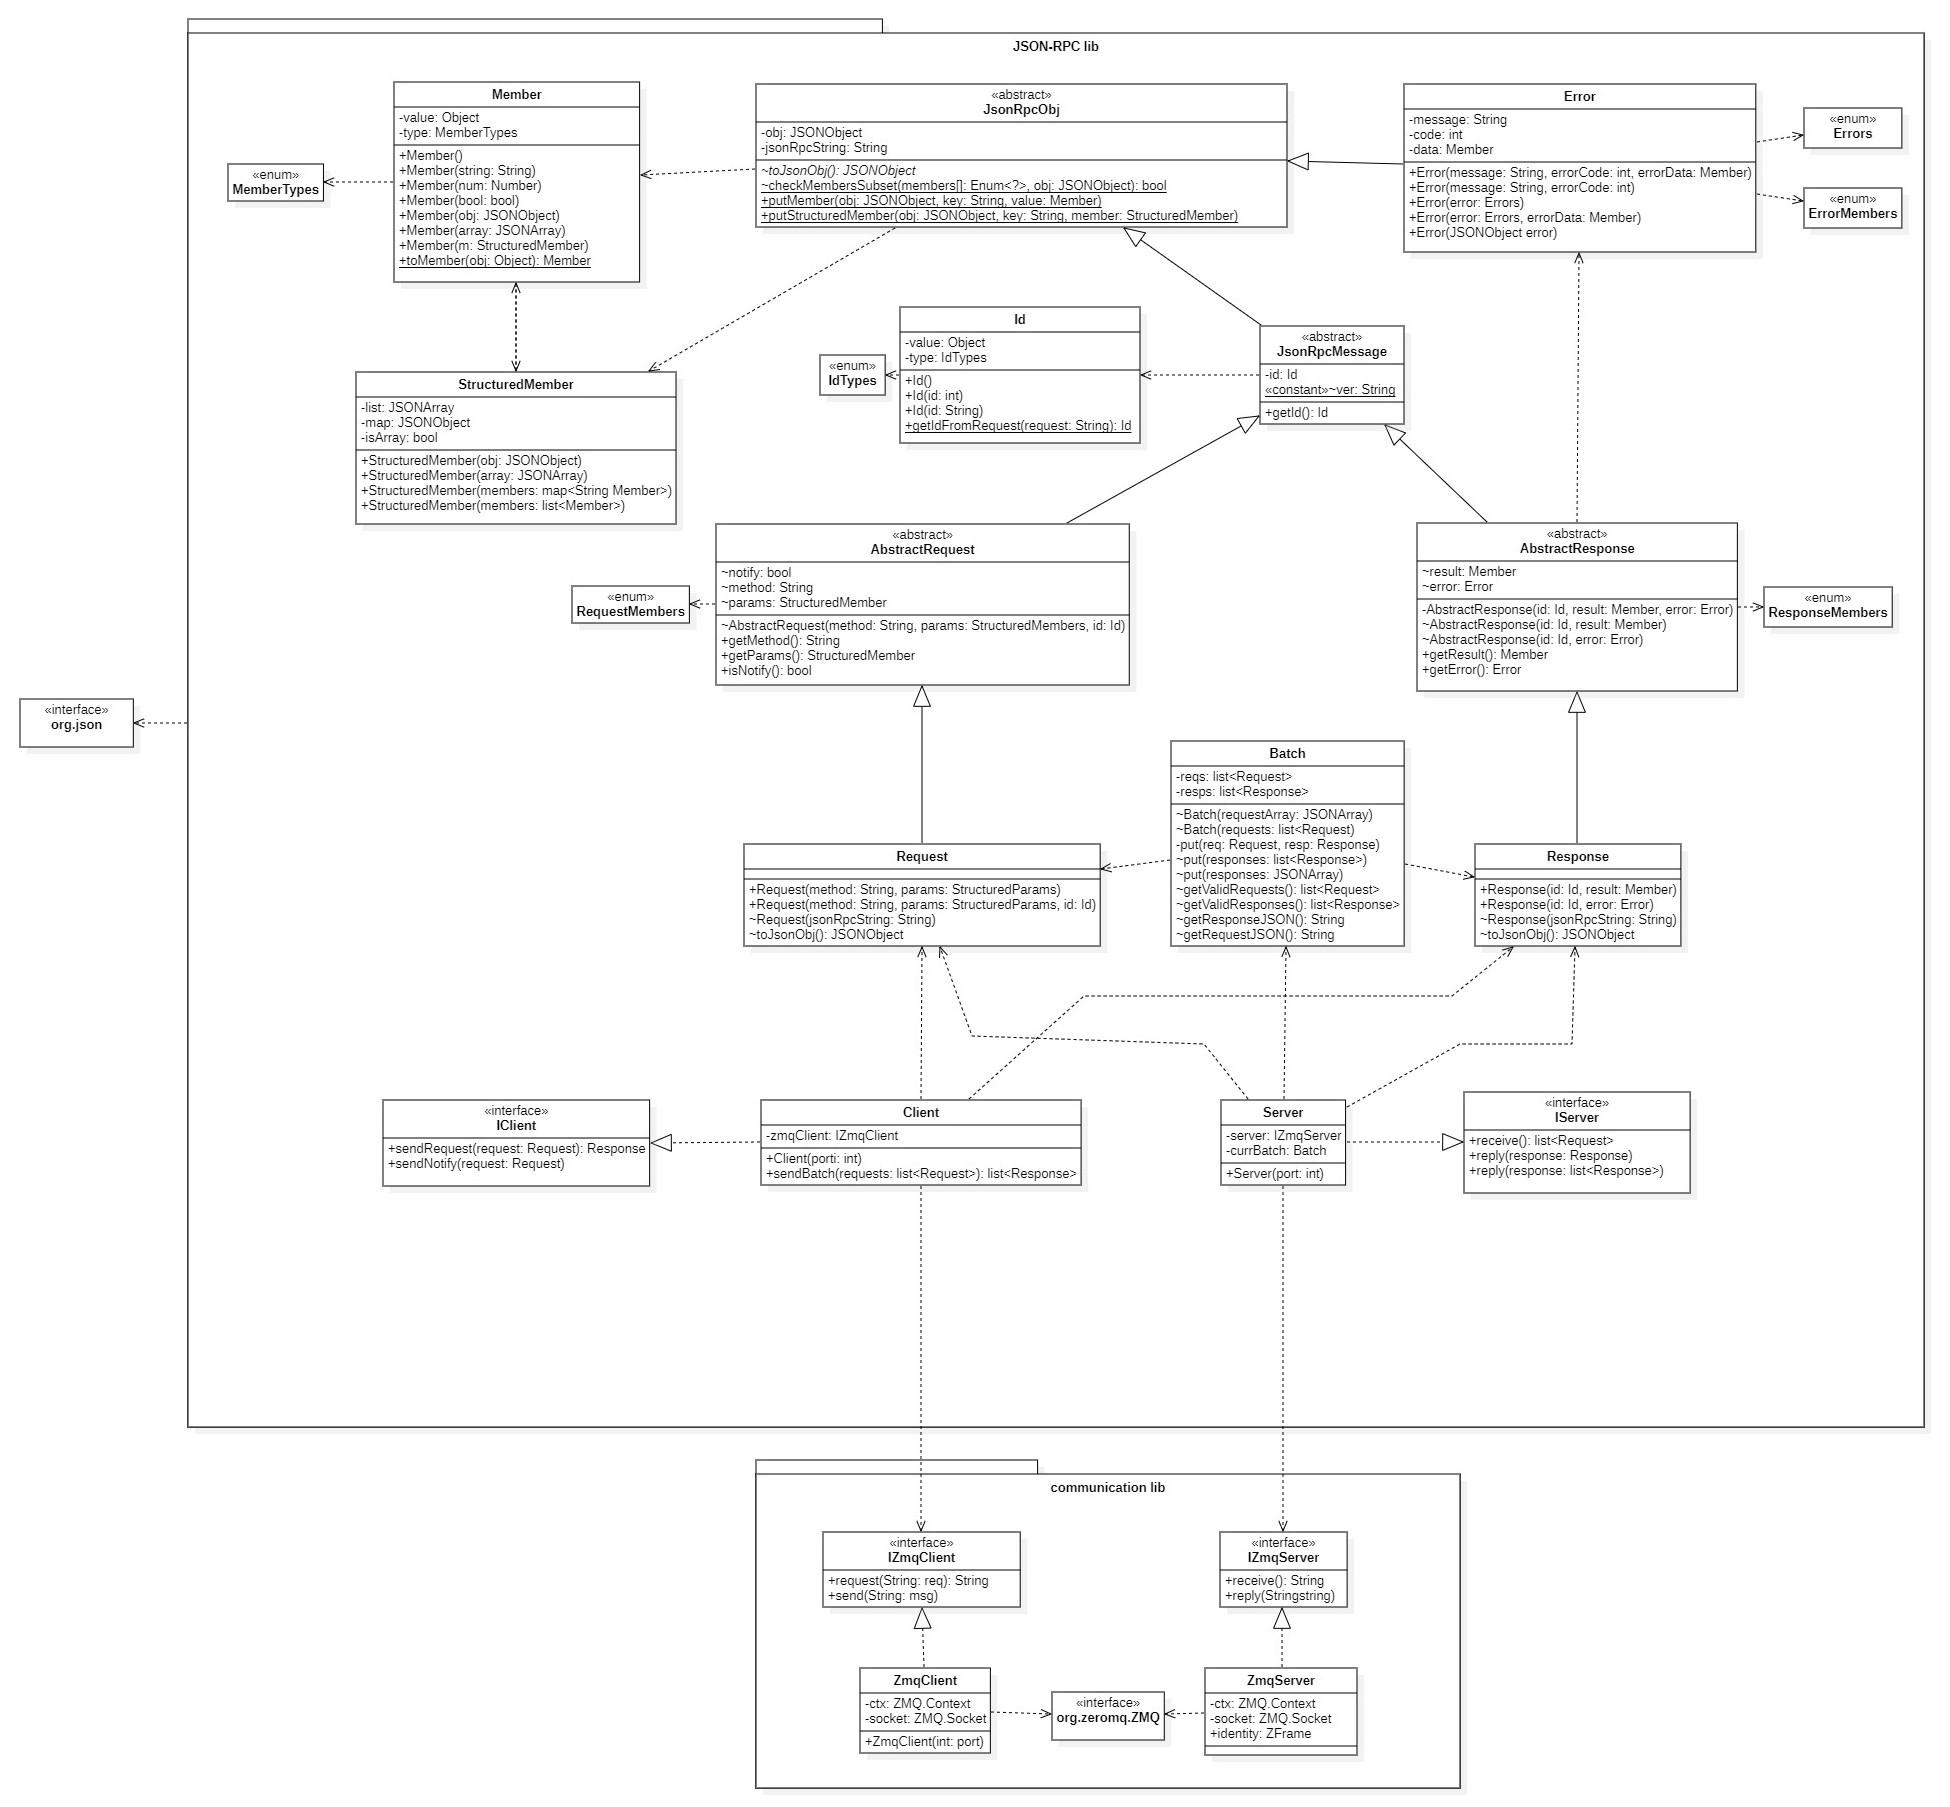 JSON-RPC lib
Member
-value: Object
-type: MemberTypes
+Member()
+Member(string: String)
+Member(num: Number)
+Member(bool: bool)
+Member(obj: JSONObject)
+Member(array: JSONArray)
+Member(m: StructuredMember)
+toMember(obj: Object): Member
«enum»
MemberTypes
«abstract»
JsonRpcObj
-obj: JSONObject
-jsonRpcString: String
~toJsonObj(): JSONObject
~checkMembersSubset(members[]: Enum<?>, obj: JSONObject): bool
+putMember(obj: JSONObject, key: String, value: Member)
+putStructuredMember(obj: JSONObject, key: String, member: StructuredMember)
Error
-message: String
-code: int
-data: Member
+Error(message: String, errorCode: int, errorData: Member)
+Error(message: String, errorCode: int)
+Error(error: Errors)
+Error(error: Errors, errorData: Member)
+Error(JSONObject error)
«enum»
Errors
«enum»
ErrorMembers
StructuredMember
-list: JSONArray
-map: JSONObject
-isArray: bool
+StructuredMember(obj: JSONObject)
+StructuredMember(array: JSONArray)
+StructuredMember(members: map<String Member>)
+StructuredMember(members: list<Member>)
«enum»
IdTypes
Id
-value: Object
-type: IdTypes
+Id()
+Id(id: int)
+Id(id: String)
+getIdFromRequest(request: String): Id
«abstract»
JsonRpcMessage
-id: Id
«constant»~ver: String
+getId(): Id
«enum»
RequestMembers
«abstract»
AbstractRequest
~notify: bool
~method: String
~params: StructuredMember
~AbstractRequest(method: String, params: StructuredMembers, id: Id)
+getMethod(): String
+getParams(): StructuredMember
+isNotify(): bool
«abstract»
AbstractResponse
~result: Member
~error: Error
-AbstractResponse(id: Id, result: Member, error: Error)
~AbstractResponse(id: Id, result: Member)
~AbstractResponse(id: Id, error: Error)
+getResult(): Member
+getError(): Error
«enum»
ResponseMembers
«interface»
org.json
Request
+Request(method: String, params: StructuredParams)
+Request(method: String, params: StructuredParams, id: Id)
~Request(jsonRpcString: String)
~toJsonObj(): JSONObject
Batch
-reqs: list<Request>
-resps: list<Response>
~Batch(requestArray: JSONArray)
~Batch(requests: list<Request)
-put(req: Request, resp: Response)
~put(responses: list<Response>)
~put(responses: JSONArray)
~getValidRequests(): list<Request>
~getValidResponses(): list<Response>
~getResponseJSON(): String
~getRequestJSON(): String
Response
+Response(id: Id, result: Member)
+Response(id: Id, error: Error)
~Response(jsonRpcString: String)
~toJsonObj(): JSONObject
«interface»
IClient
+sendRequest(request: Request): Response
+sendNotify(request: Request)
Client
-zmqClient: IZmqClient
+Client(porti: int)
+sendBatch(requests: list<Request>): list<Response>
Server
-server: IZmqServer
-currBatch: Batch
+Server(port: int)
«interface»
IServer
+receive(): list<Request>
+reply(response: Response)
+reply(response: list<Response>)
communication lib
«interface»
IZmqClient
+request(String: req): String
+send(String: msg)
«interface»
IZmqServer
+receive(): String
+reply(Stringstring)
ZmqClient
-ctx: ZMQ.Context
-socket: ZMQ.Socket
+ZmqClient(int: port)
«interface»
org.zeromq.ZMQ
ZmqServer
-ctx: ZMQ.Context
-socket: ZMQ.Socket
+identity: ZFrame